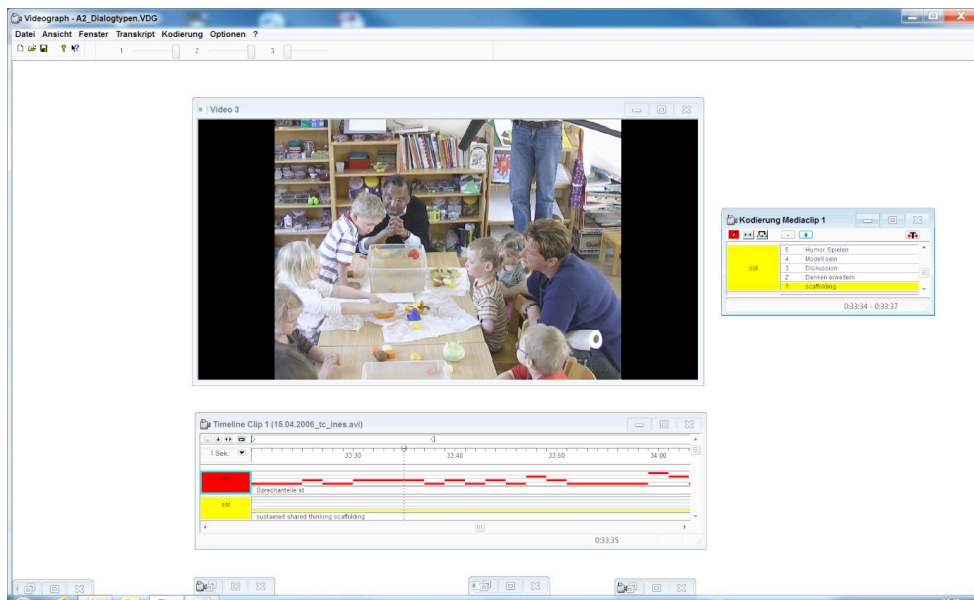 Videograph - A2_Dialogtypen.VDG
Datei Ansicht Fenster Transkript Kodierung Optionen ?
1 2 3
Video 3
Kodierung Mediaclip 1
sst
5 Humor, Spielen
4 Modell sein
3 Diskussion
2 Denken erweitern
1 scaffolding
0:33:34 - 0:33:37
Timeline Clip 1 (15.04.2005_tc_ines.avi)
1 Sek.
33:30 33:40 33:50 34:00
Sprechanteile st
sst
sustained shared thinking scaffolding
0:33:35